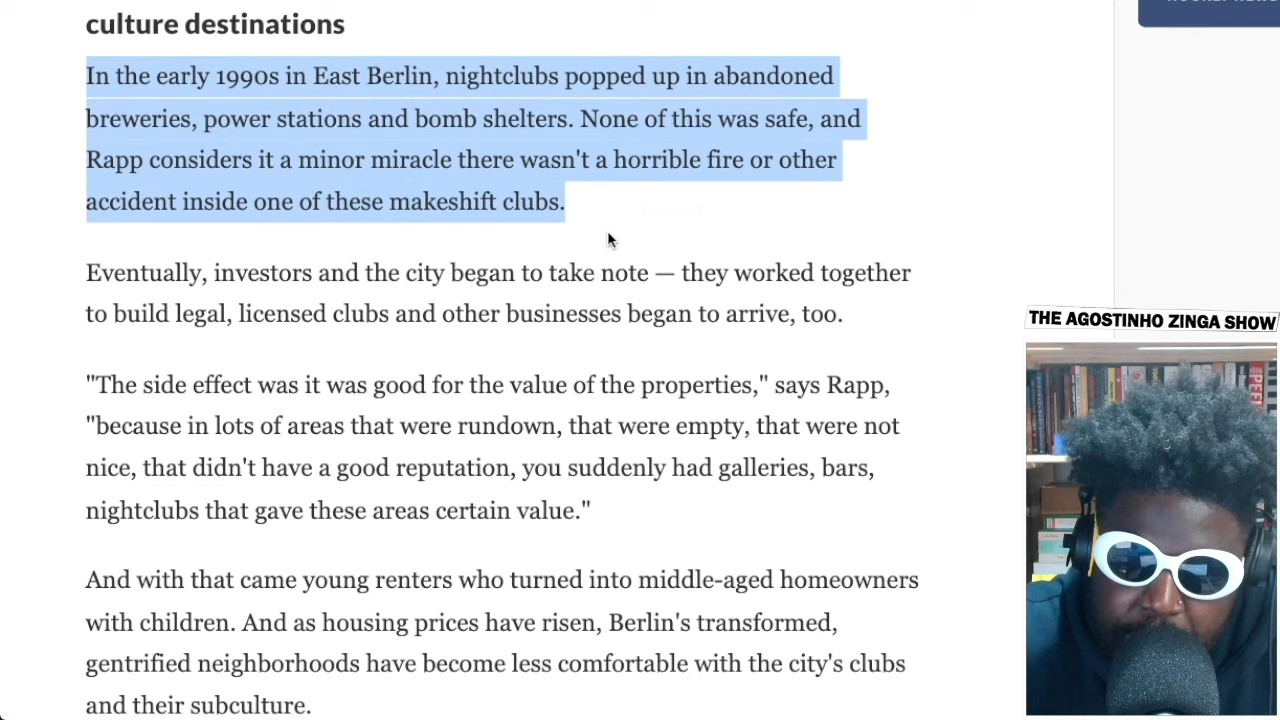 culture destinations
In the early 1990s in East Berlin, nightclubs popped up in abandoned
breweries, power stations and bomb shelters. None of this was safe, and
Rapp considers it a minor miracle there wasn't a horrible fire or other
accident inside one of these makeshift clubs.
Eventually, investors and the city began to take note — they worked together
to build legal, licensed clubs and other businesses began to arrive, too.
"The side effect was it was good for the value of the properties," says Rapp,
"because in lots of areas that were rundown, that were empty, that were not
nice, that didn't have a good reputation, you suddenly had galleries, bars,
nightclubs that gave these areas certain value."
And with that came young renters who turned into middle-aged homeowners
with children. And as housing prices have risen, Berlin's transformed,
gentrified neighborhoods have become less comfortable with the city's clubs
and their subculture.
THE AGOSTINHO ZINGA SHOW